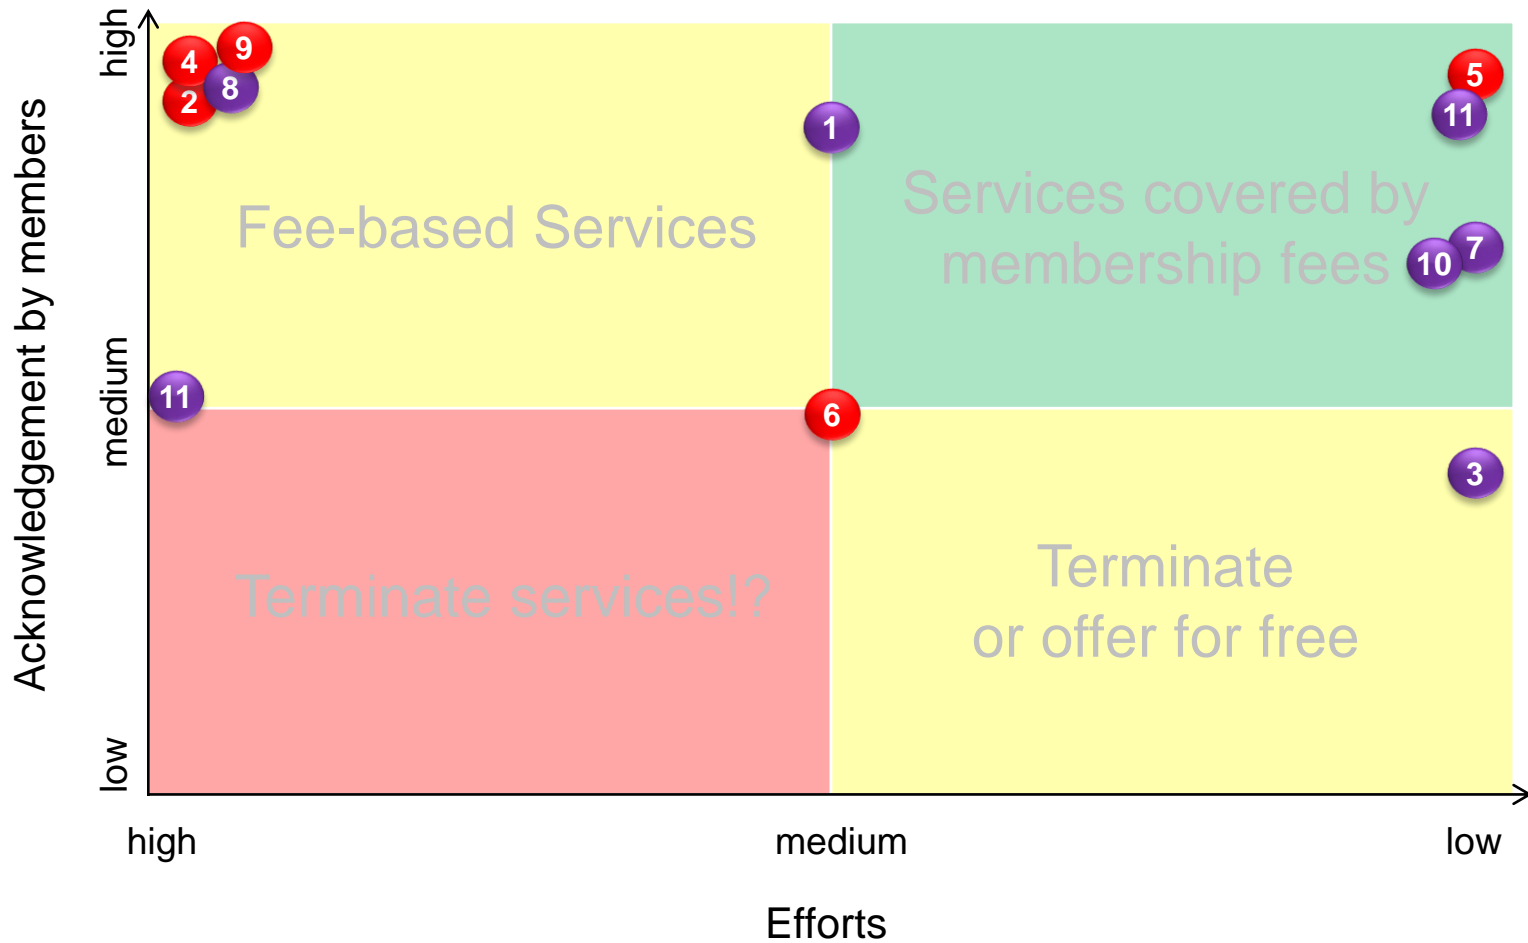 high
4
9
2
8
5
11
1
Acknowledgement by members
Fee-based Services
Services covered by
membership fees
7
10
medium
11
6
3
Terminate services!?
Terminate
or offer for free
low
high
medium
low
Efforts